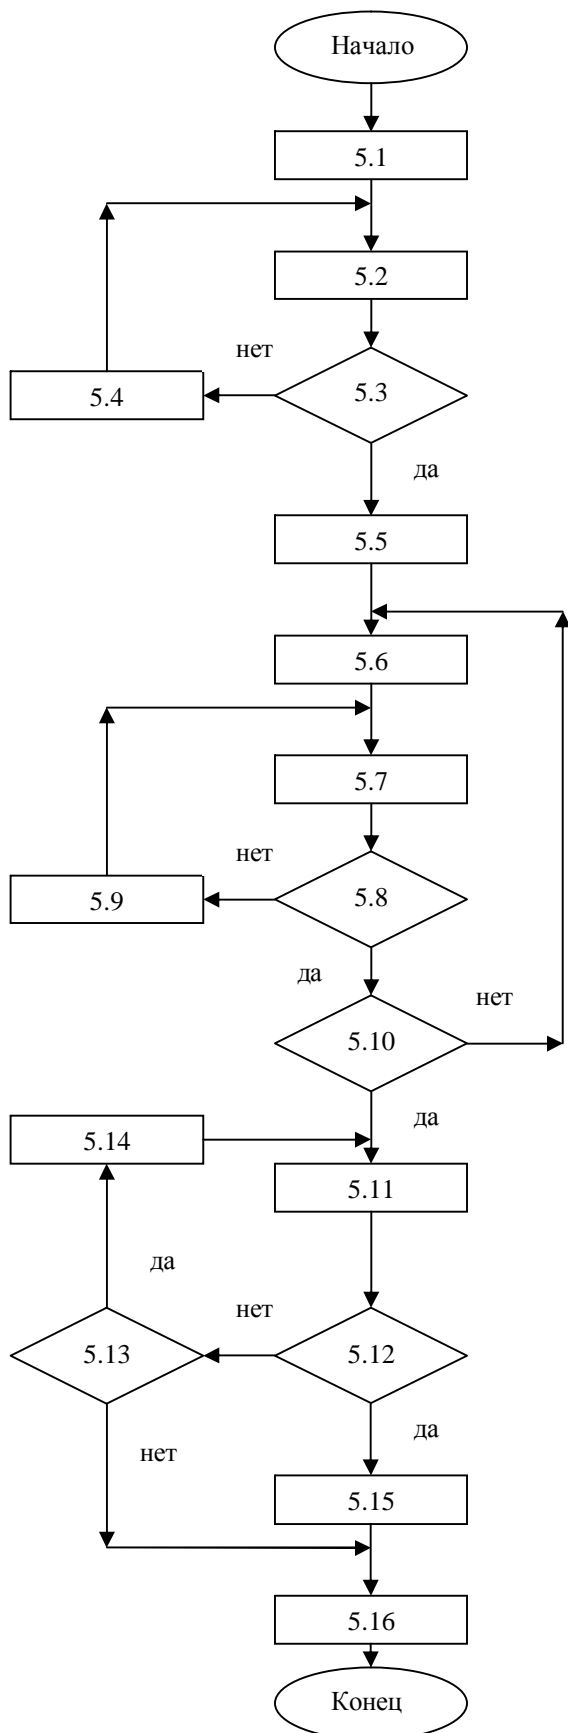 Начало
5.1
5.2
нет
5.3
5.4
да
5.5
5.6
5.7
нет
5.8
5.9
да
нет
5.10
да
5.14
5.11
да
нет
5.13
5.12
да
нет
5.15
5.16
Конец